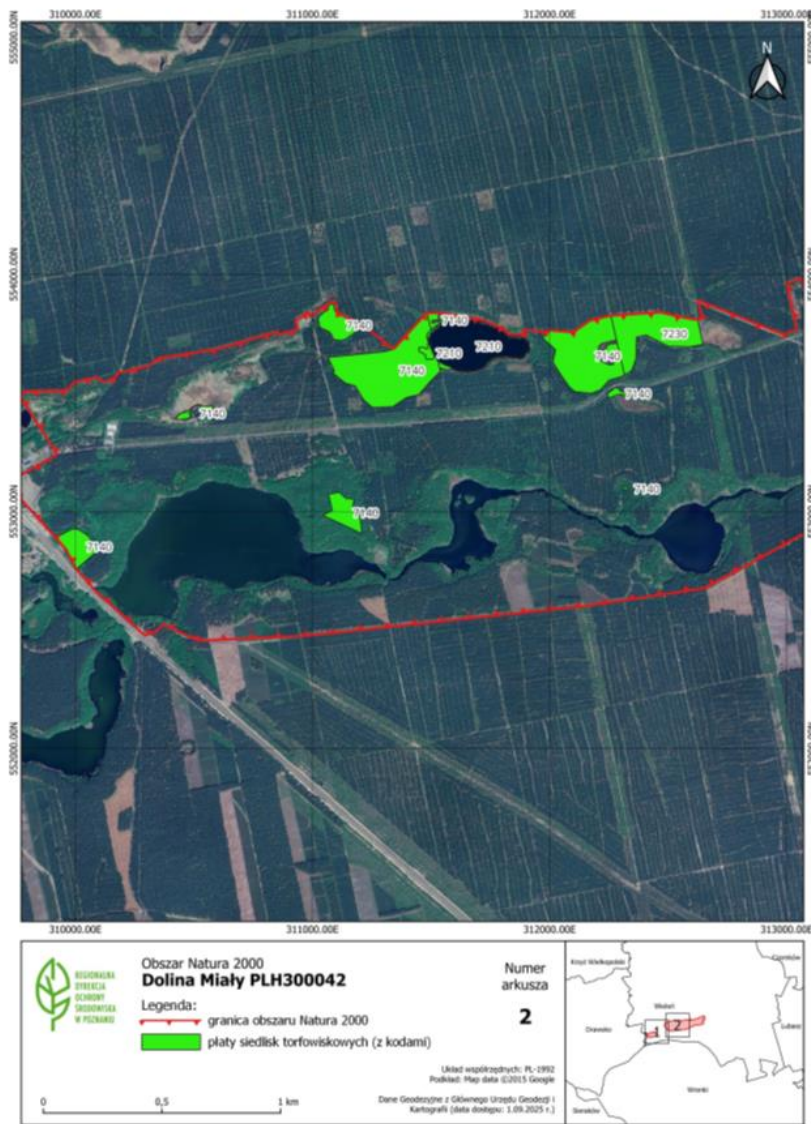 310000.00E 311000.00E 312000.00E 313000.00E
555000.00N
N
554000.00N
7140
7140
7230
7210
7210
7140
7140
7140
7140
7140
7140
553000.00N
7140
552000.00N
310000.00E 311000.00E 312000.00E 313000.00E
REGIONALNA
DYREKCJA
OCHRONY
ŚRODOWISKA
W POZNANIU
Obszar Natura 2000
Dolina Miały PLH300042
Legenda:
granica obszaru Natura 2000
płaty siedlisk torfowiskowych (z kodami)
Numer
arkusza
2
Układ współrzędnych: PL-1992
Podkład: Map data ©2015 Google
Dane Geodezyjne z Głównego Urzędu Geodezji i
Kartografii (data dostępu: 1.09.2025 r.)
0 0,5 1 km
Krzyż Wielkopolski
Czarnków
Wieleń
Drawsko
1 2
Lubasz
Wronki
Sieraków